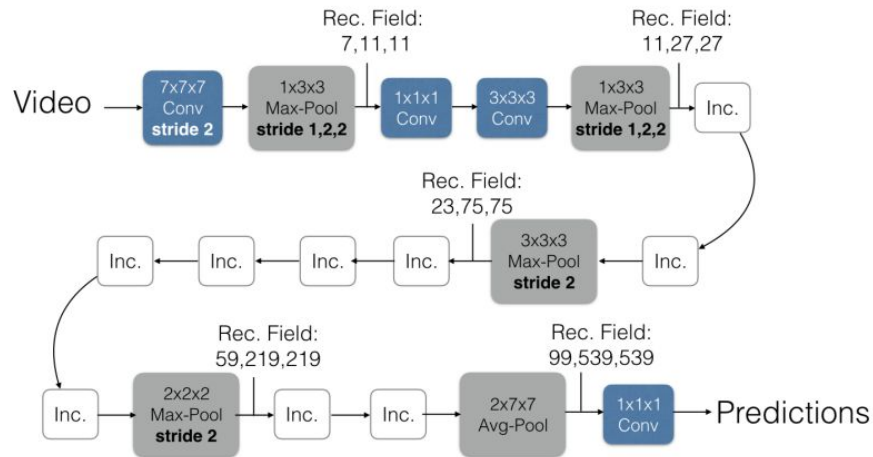 Rec. Field:
7,11,11
Rec. Field:
11,27,27
Video
7x7x7
Conv
stride 2
1x3x3
Max-Pool
stride 1,2,2
1x1x1
Conv
3x3x3
Conv
1x3x3
Max-Pool
stride 1,2,2
Inc.
Rec. Field:
23,75,75
Inc.
Inc.
Inc.
Inc.
3x3x3
Max-Pool
stride 2
Inc.
Rec. Field:
59,219,219
Rec. Field:
99,539,539
Inc.
2x2x2
Max-Pool
stride 2
Inc.
Inc.
2x7x7
Avg-Pool
1x1x1
Conv
Predictions